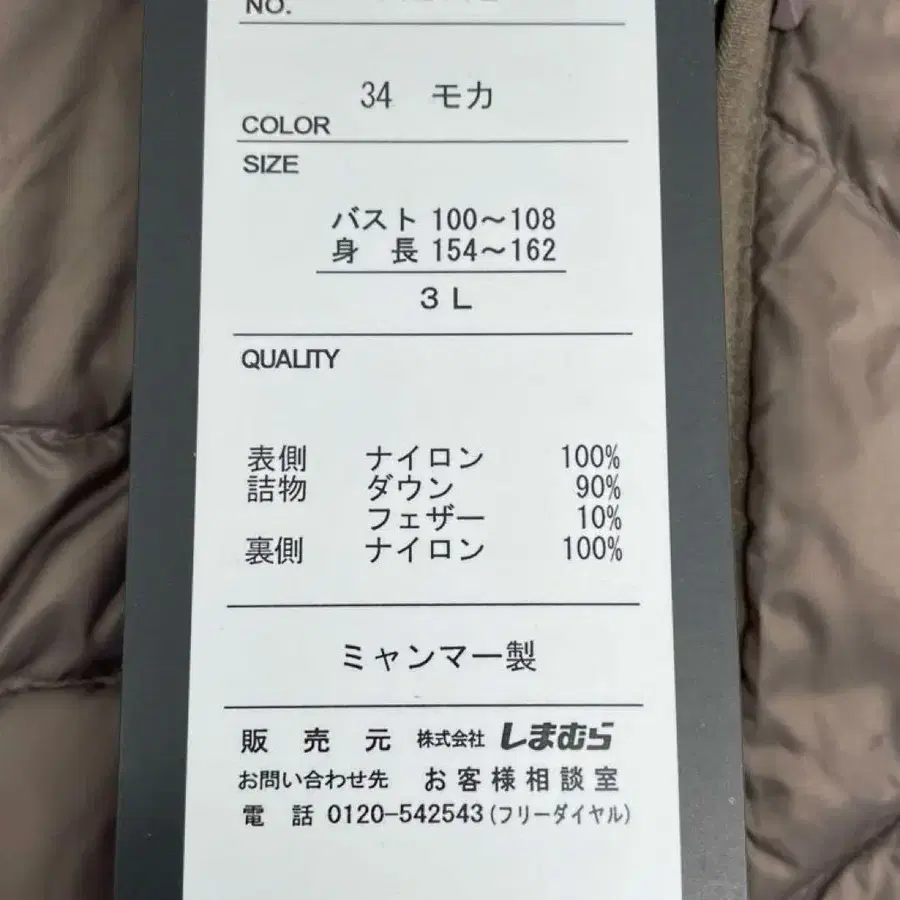 NO.
34 モカ
COLOR
SIZE
バスト 100〜108
身 長 154〜162
3L
QUALITY
表側 ナイロン 100%
詰物 ダウン 90%
フェザー 10%
裏側 ナイロン 100%
ミャンマー製
販 売 元 株式会社 しまむら
お問い合わせ先 お客様相談室
電 話 0120-542543(フリーダイヤル)